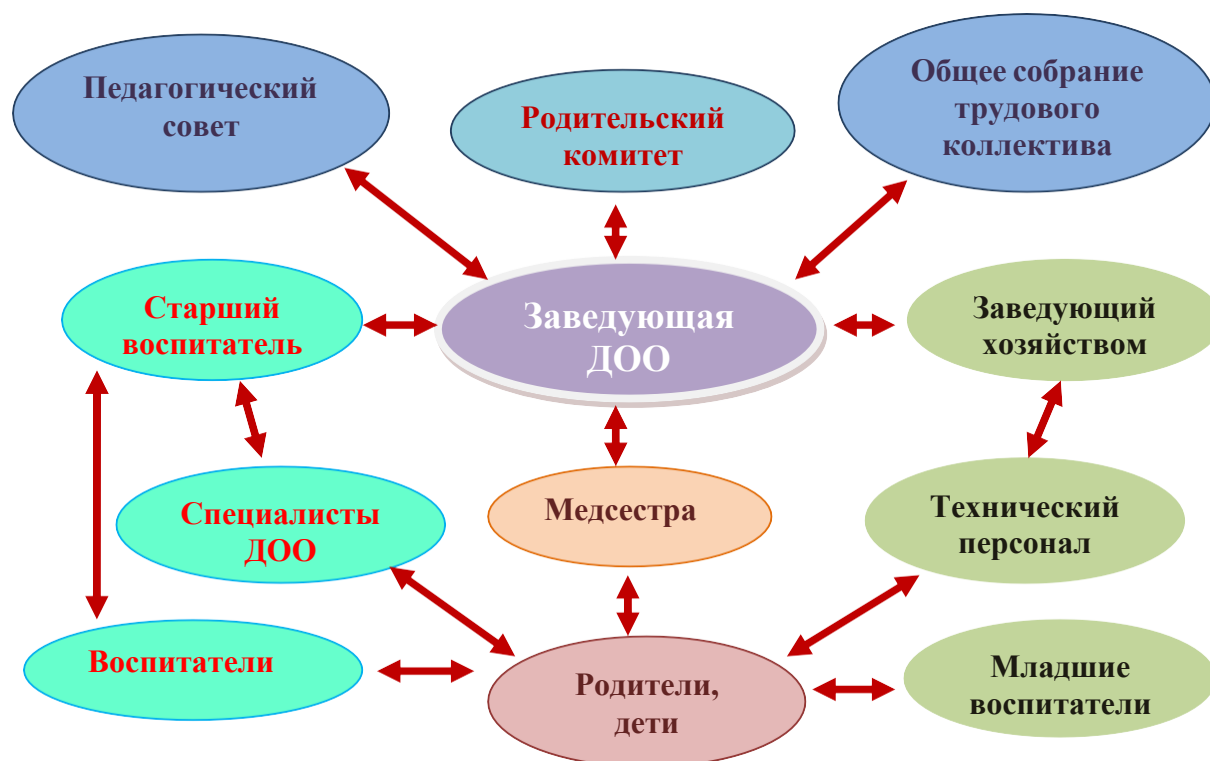 Педагогический
совет
Родительский
комитет
Общее собрание
трудового
коллектива
Старший
воспитатель
Заведующая
ДОО
Заведующий
хозяйством
Специалисты
ДОО
Медсестра
Технический
персонал
Воспитатели
Родители,
дети
Младшие
воспитатели